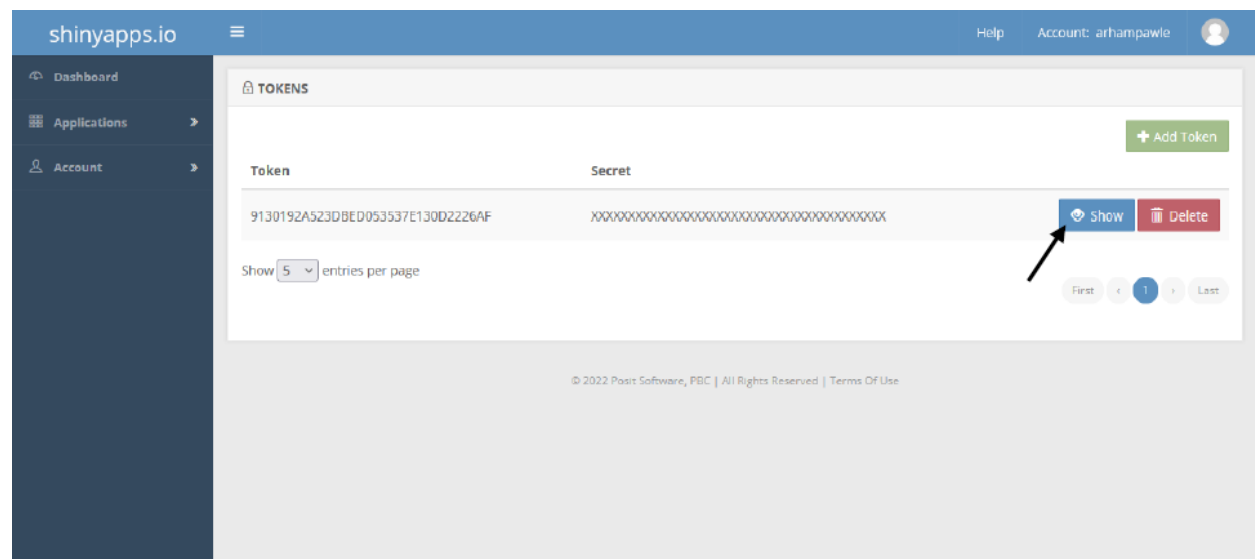 shinyapps.io
Help Account: arhampawle
Dashboard
Applications
Account
TOKENS
Add Token
Token Secret
9130192A523DBED053537E130D2226AF XXXXXXXXXXXXXXXXXXXXXXXXXXXXXXXXXXXXXXXX Show Delete
Show 5 entries per page
First ‹ 1 › Last
© 2022 Posit Software, PBC | All Rights Reserved | Terms Of Use